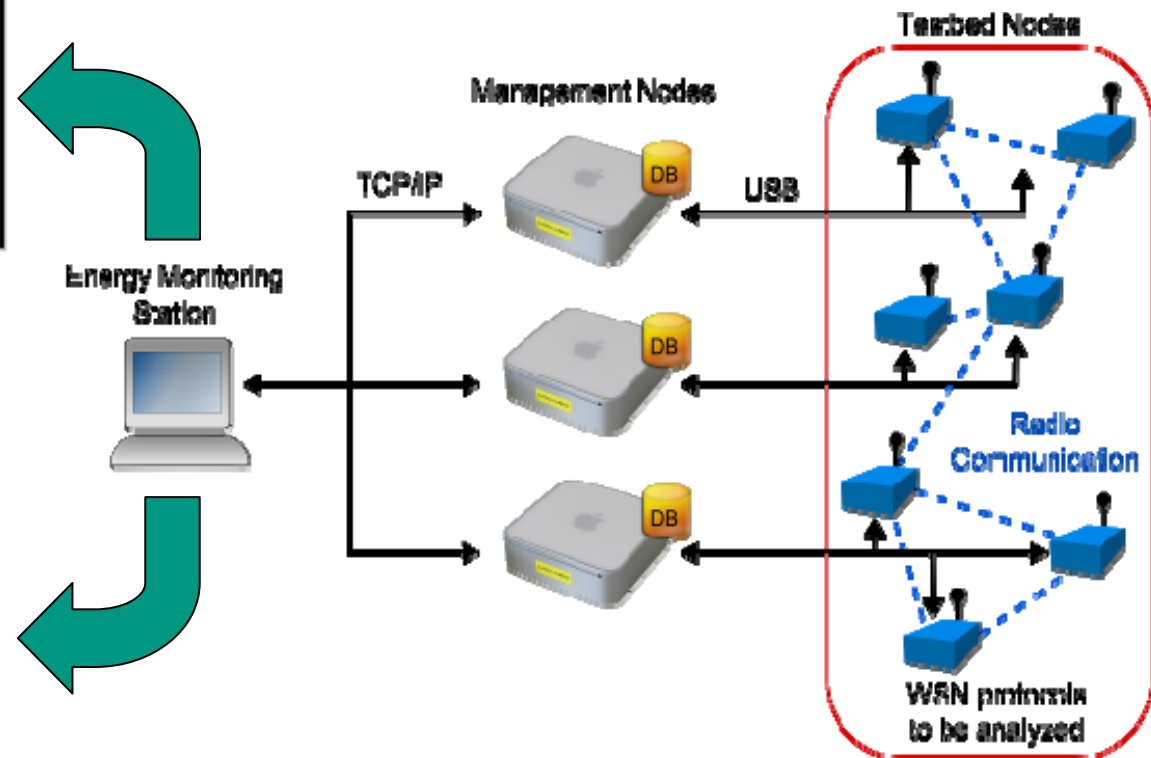 Testbed Nodes
Management Nodes
DB
TCP/IP
USB
Energy Monitoring
Station
DB
Radio
Communication
DB
WSN protocols
to be analyzed